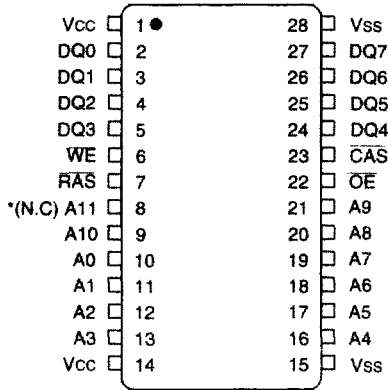 Vcc 1 28 Vss
DQ0 2 27 DQ7
DQ1 3 26 DQ6
DQ2 4 25 DQ5
DQ3 5 24 DQ4
WE 6 23 CAS
RAS 7 22 OE
*(N.C) A11 8 21 A9
A10 9 20 A8
A0 10 19 A7
A1 11 18 A6
A2 12 17 A5
A3 13 16 A4
Vcc 14 15 Vss